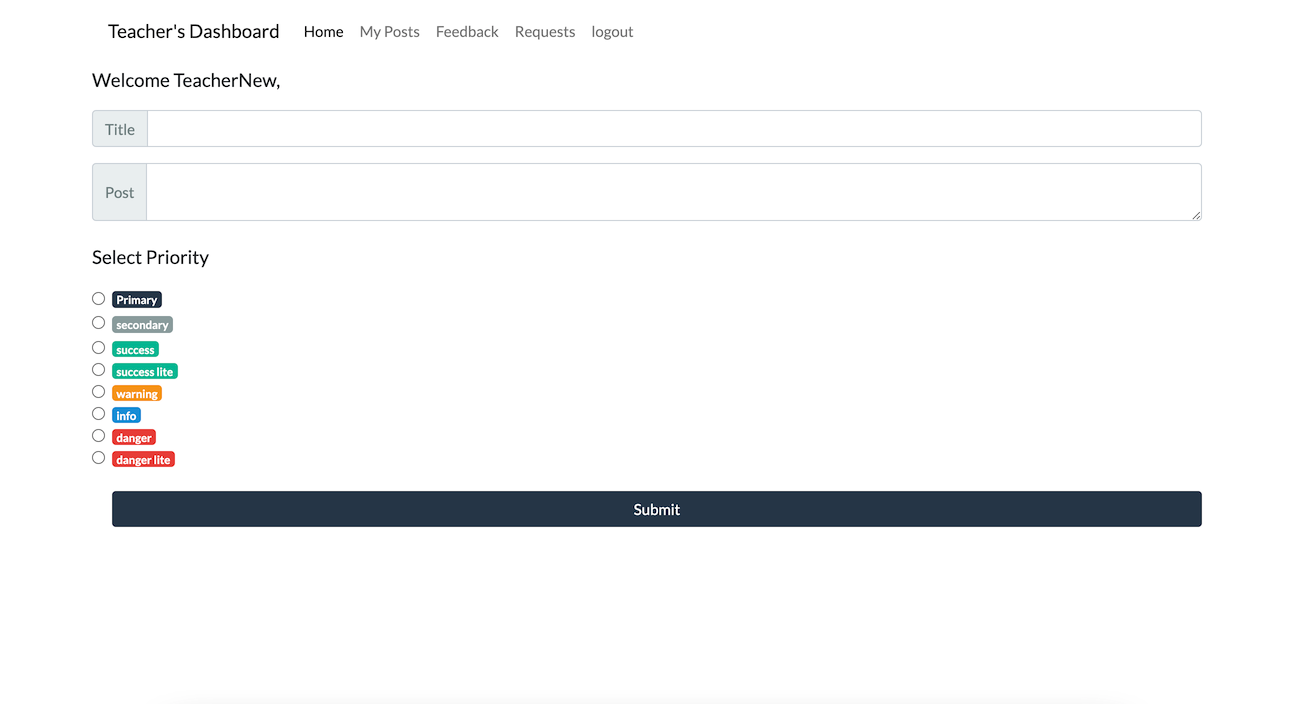 Teacher's Dashboard Home My Posts Feedback Requests logout
Welcome TeacherNew,
Title
Post
Select Priority
Primary
secondary
success
success lite
warning
info
danger
danger lite
Submit